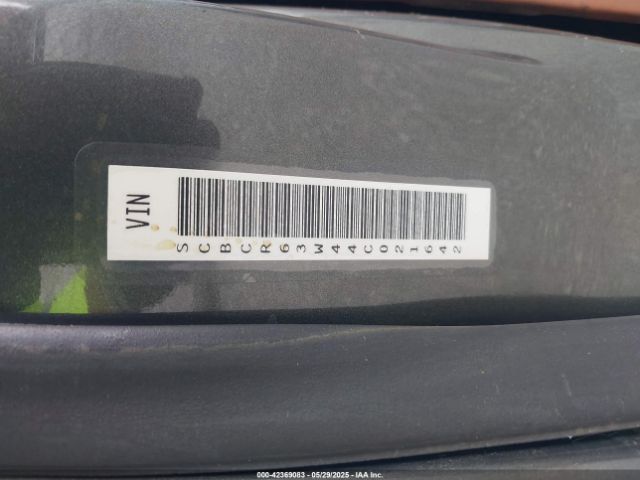 VIN
SCBCR63W44C021642
000-42369083 - 05/29/2025 - IAA Inc.